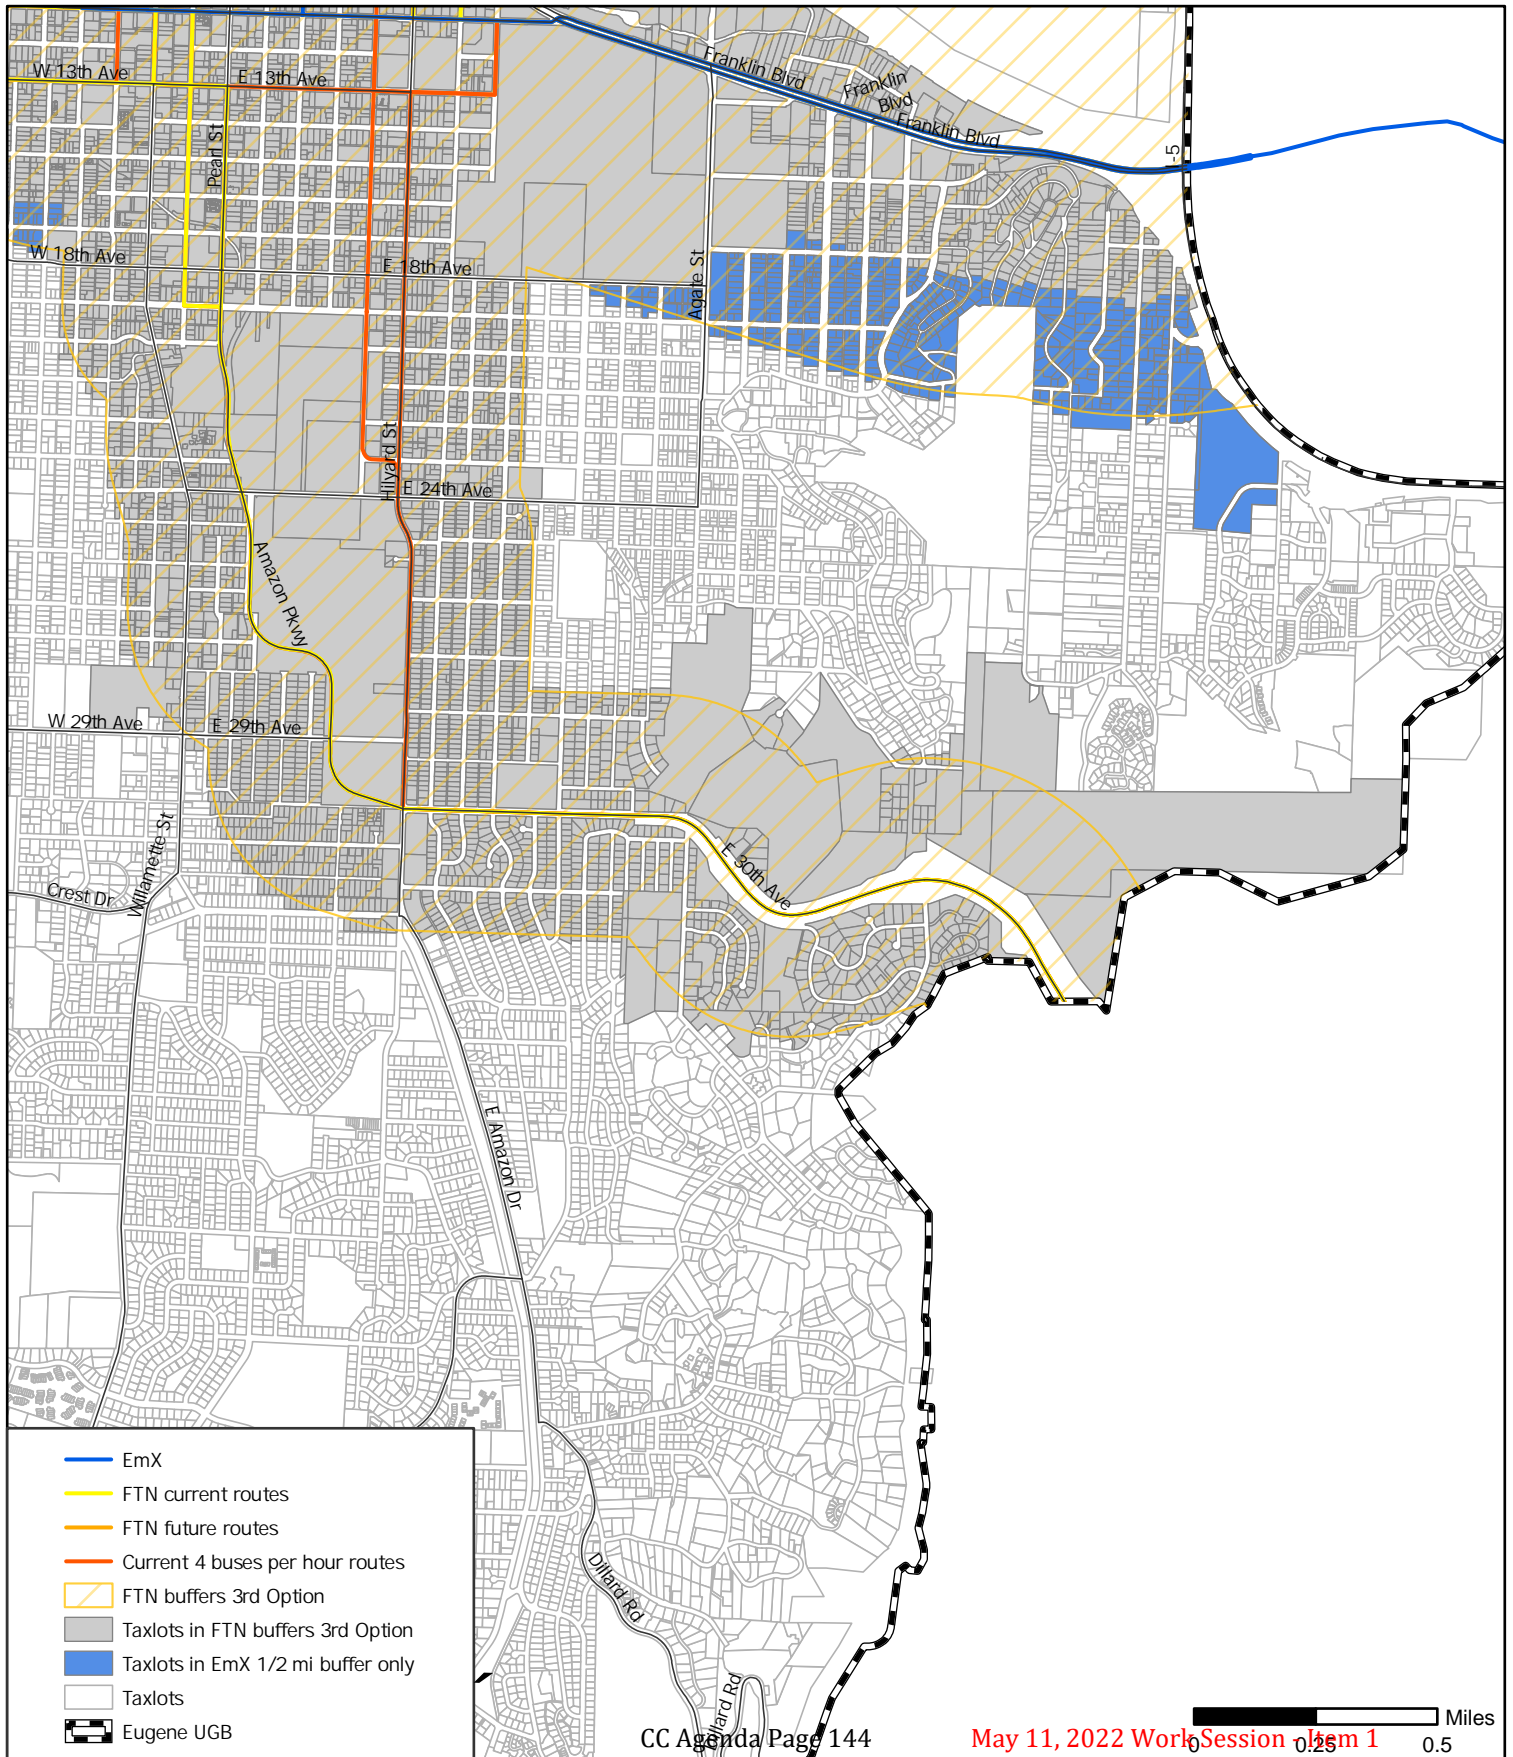 Franklin Blvd
Franklin
Blvd
Franklin Blvd
W 13th Ave
E 13th Ave
Pearl St
I-5
W 18th Ave
E 18th Ave
Agate St
Hilyard St
E 24th Ave
Amazon Pkwy
W 29th Ave
E 29th Ave
Willamette St
E 30th Ave
Crest Dr
E Amazon Dr
Dillard Rd
Dillard Rd
EmX
FTN current routes
FTN future routes
Current 4 buses per hour routes
FTN buffers 3rd Option
Taxlots in FTN buffers 3rd Option
Taxlots in EmX 1/2 mi buffer only
Taxlots
Eugene UGB
Miles
0 0.25 0.5
CC Agenda Page 144
May 11, 2022 Work Session - Item 1